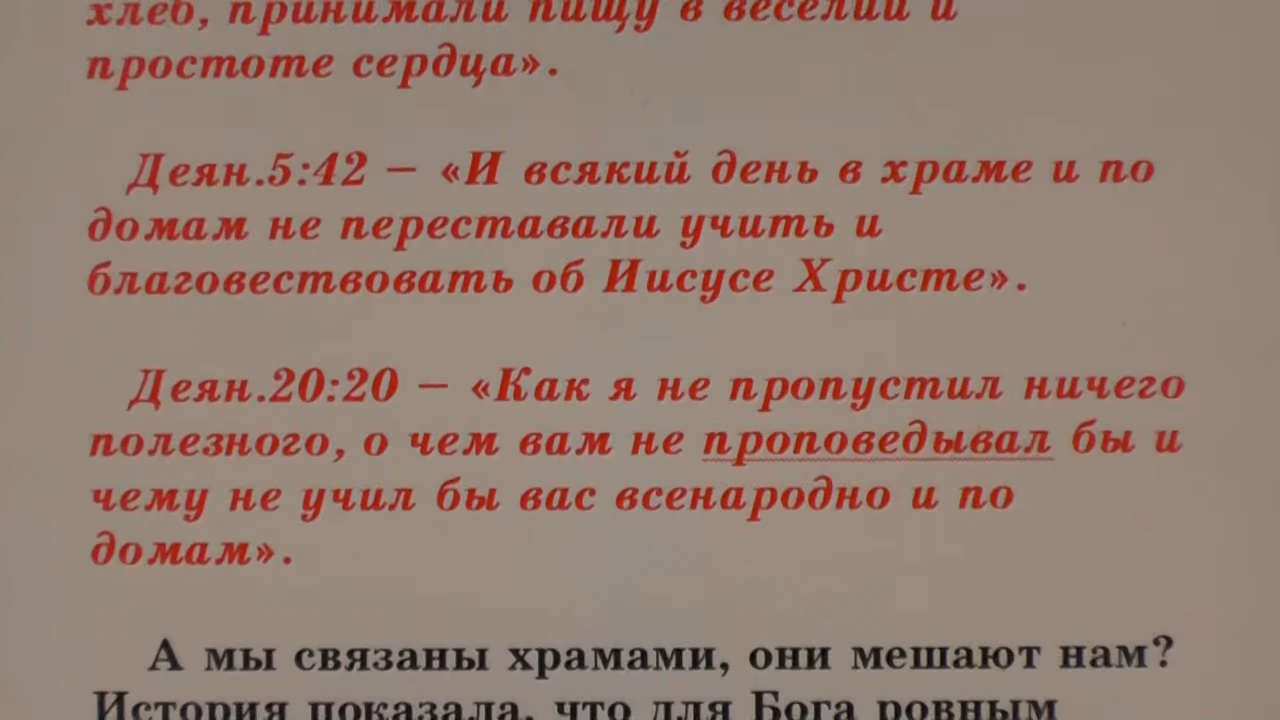 хлеб, принимали пищу в веселии и
простоте сердца».
Деян.5:42 – «И всякий день в храме и по
домам не переставали учить и
благовествовать об Иисусе Христе».
Деян.20:20 – «Как я не пропустил ничего
полезного, о чем вам не проповедывал бы и
чему не учил бы вас всенародно и по
домам».
А мы связаны храмами, они мешают нам?
История показала, что для Бога ровным